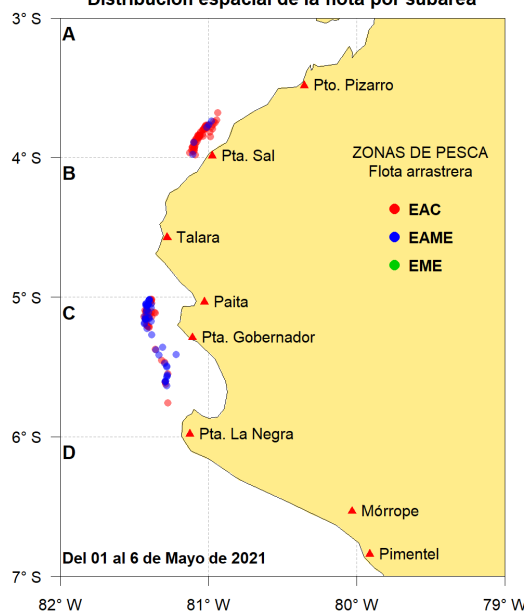 Distribución espacial de la flota por subárea
3° S
A
Pto. Pizarro
ZONAS DE PESCA
Flota arrastrera
4° S
Pta. Sal
B
EAC
Talara
EAME
EME
5° S
C
Paita
Pta. Gobernador
6° S
Pta. La Negra
D
Mórrope
Del 01 al 6 de Mayo de 2021
Pimentel
7° S
82° W
81° W
80° W
79° W